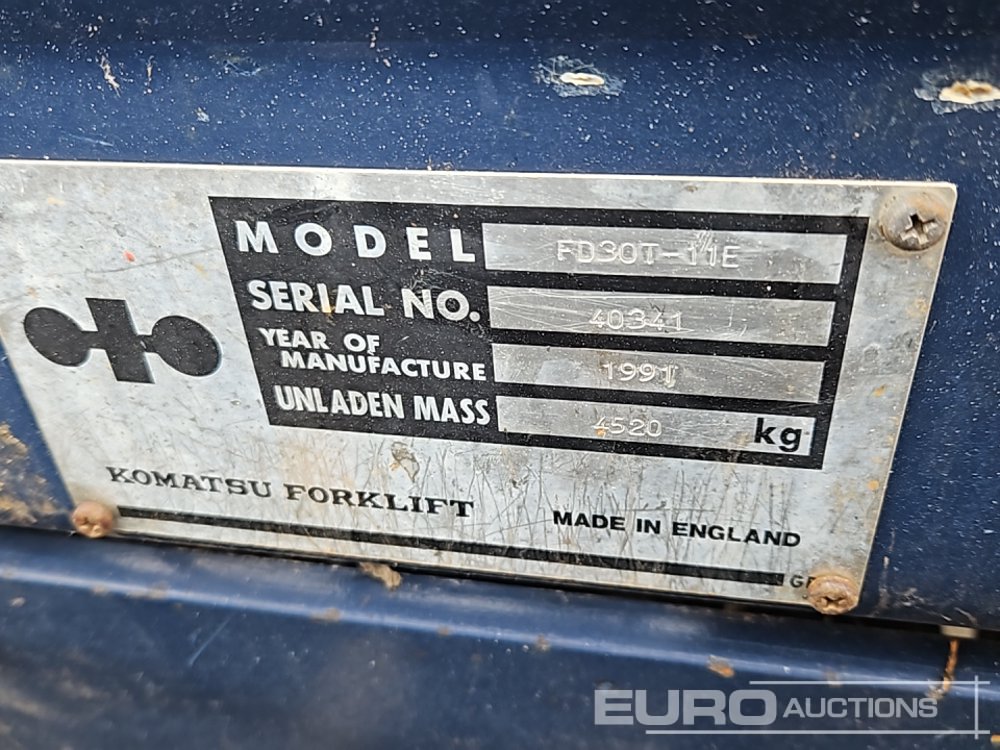 MODEL FD30T-11E
SERIAL NO. 40341
YEAR OF
MANUFACTURE 1991
UNLADEN MASS 4520 kg
KOMATSU FORKLIFT
MADE IN ENGLAND
EURO AUCTIONS